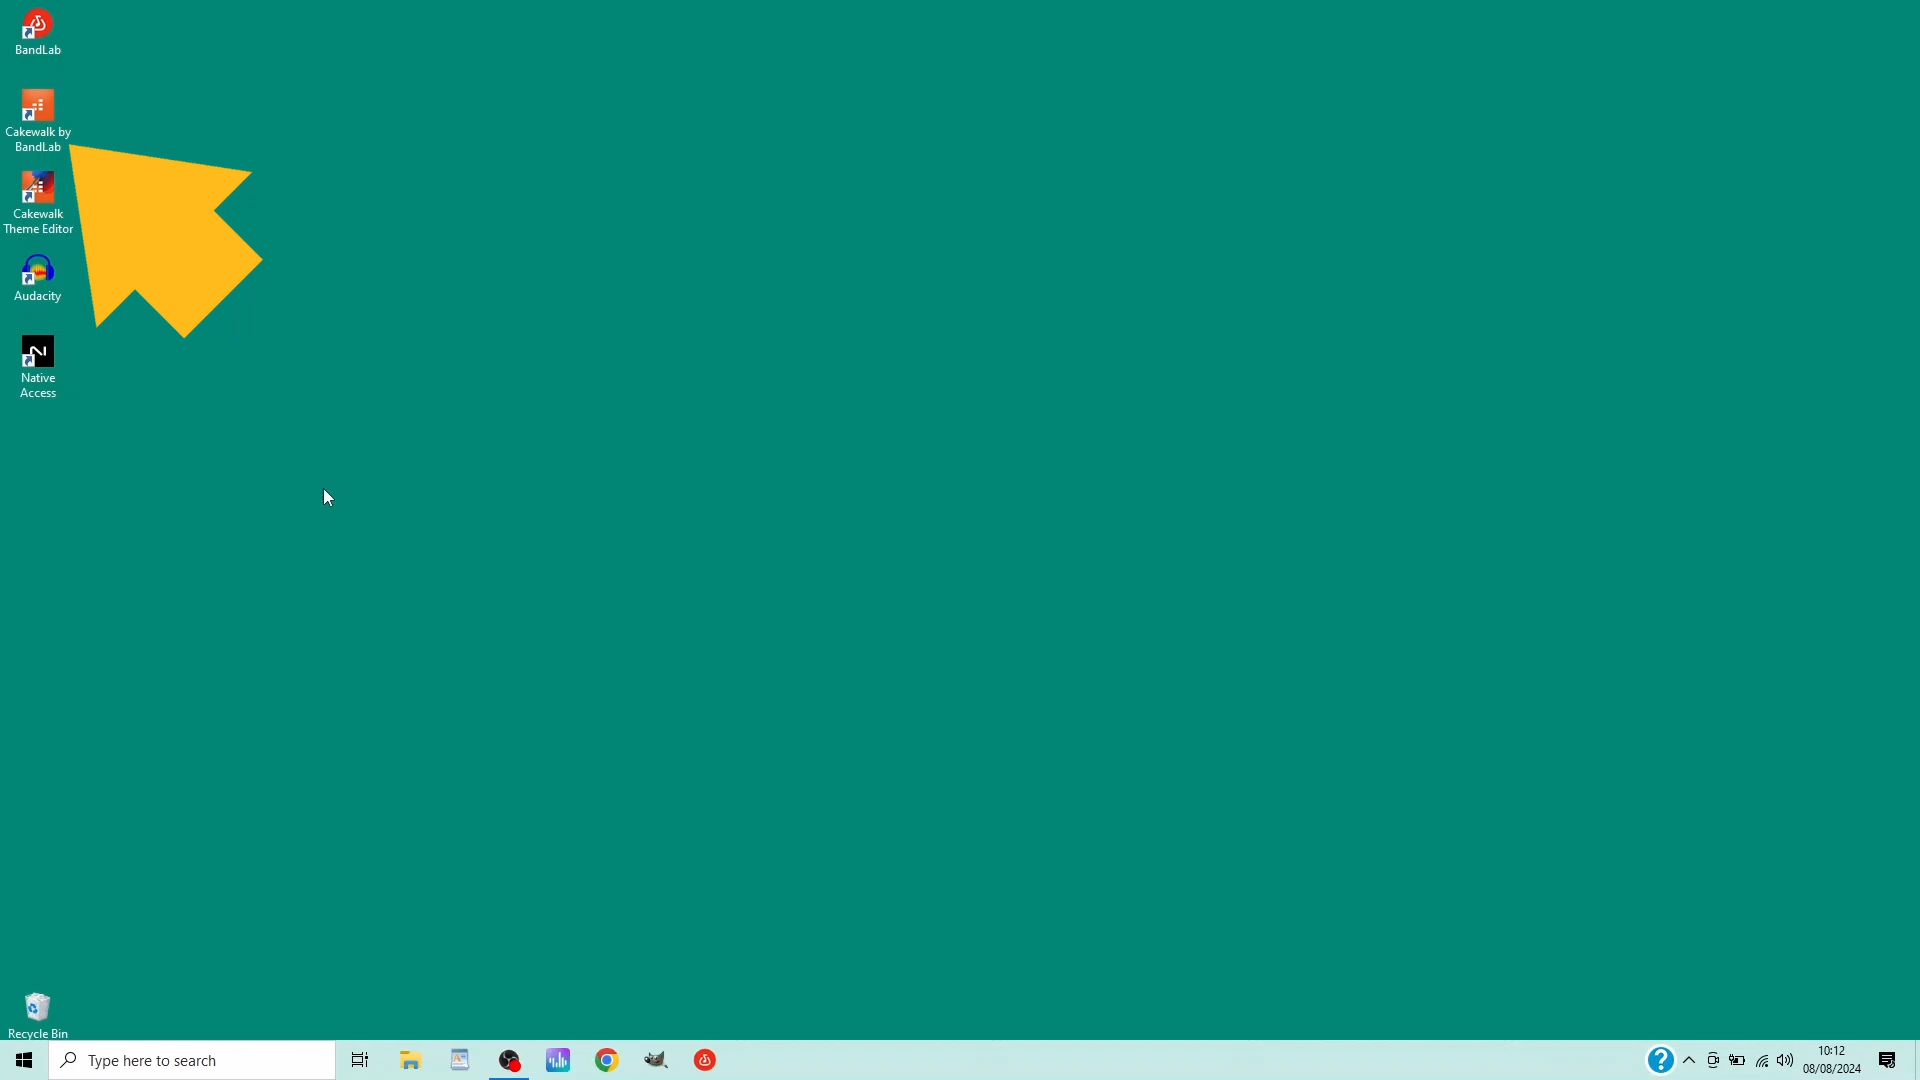 BandLab
Cakewalk by
BandLab
Cakewalk
Theme Editor
Audacity
Native
Access
Recycle Bin
Type here to search
10:12
08/08/2024